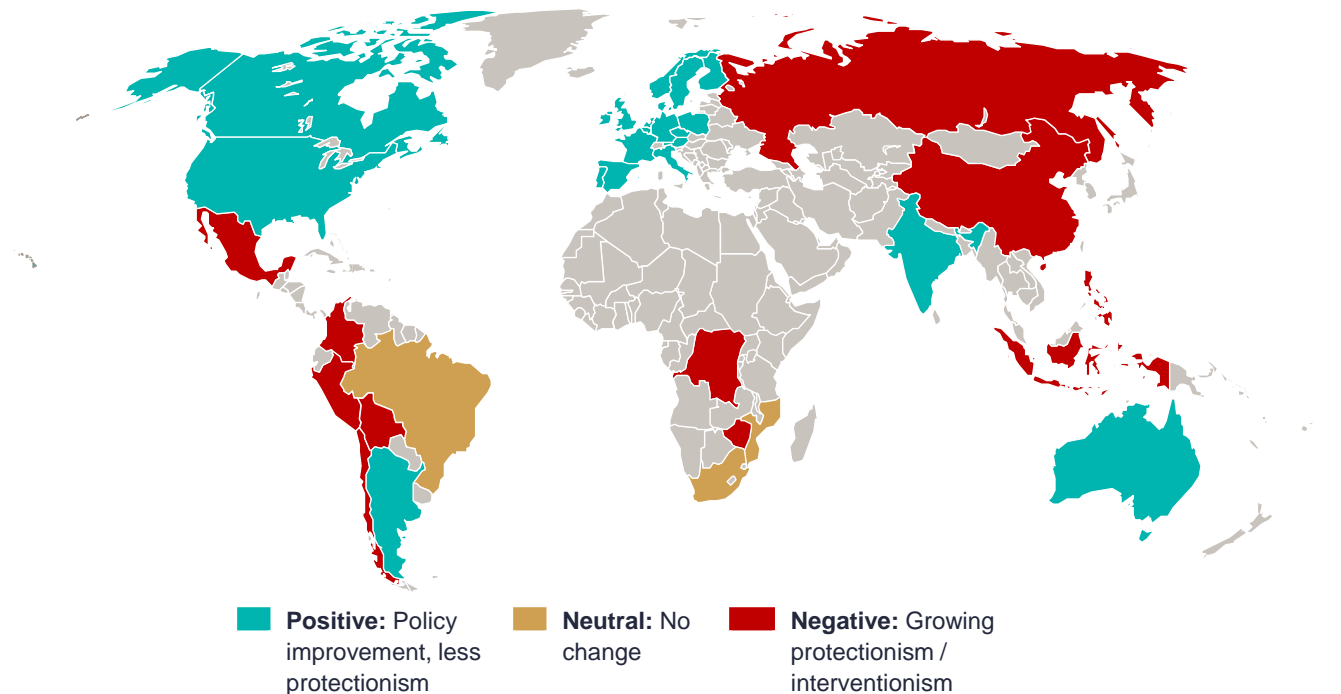 Positive: Policy
improvement, less
protectionism
Neutral: No
change
Negative: Growing
protectionism /
interventionism